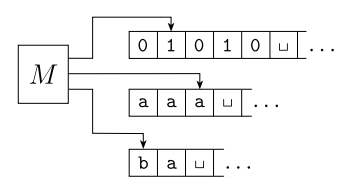 0 1 0 1 0 ␣ ...
M
a a a ␣ ...
b a ␣ ...